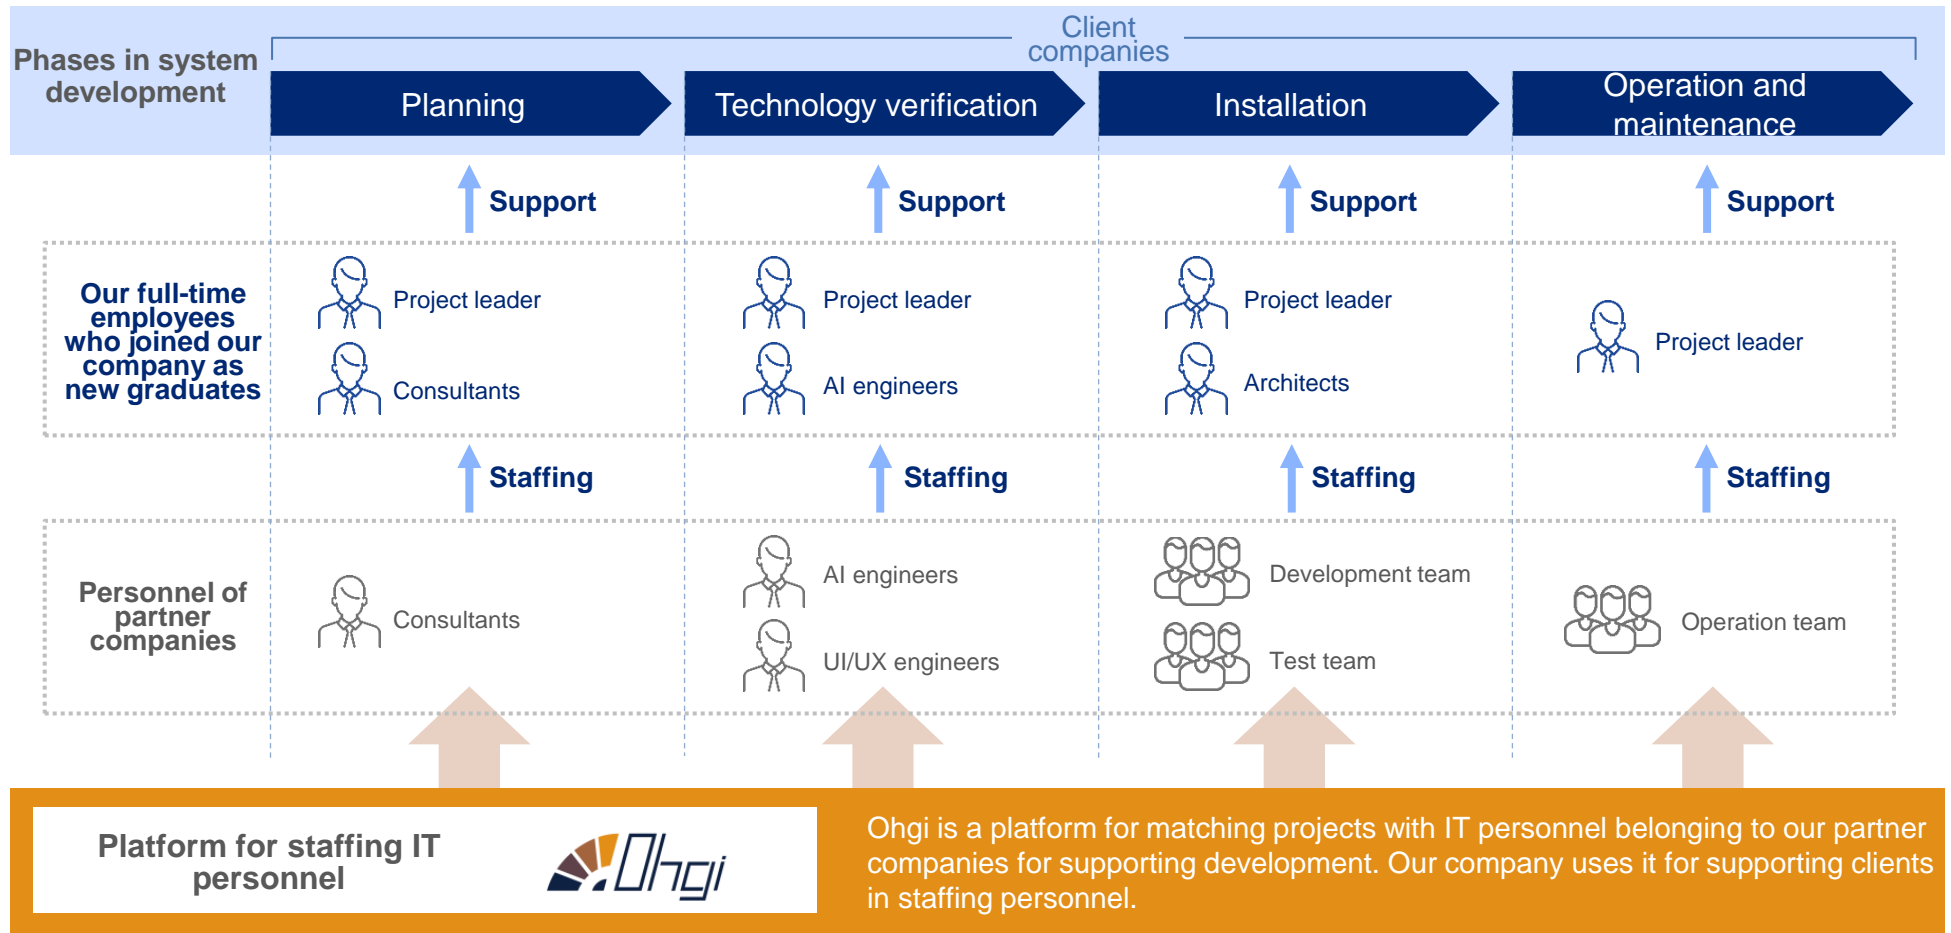 Client
companies
Phases in system
development
Planning
Technology verification
Installation
Operation and
maintenance
Support
Support
Support
Support
Our full-time
employees
who joined our
company as
new graduates
Project leader
Consultants
Project leader
AI engineers
Project leader
Architects
Project leader
Staffing
Staffing
Staffing
Staffing
Personnel of
partner
companies
Consultants
AI engineers
UI/UX engineers
Development team
Test team
Operation team
Platform for staffing IT
personnel
Ohgi
Ohgi is a platform for matching projects with IT personnel belonging to our partner
companies for supporting development. Our company uses it for supporting clients
in staffing personnel.